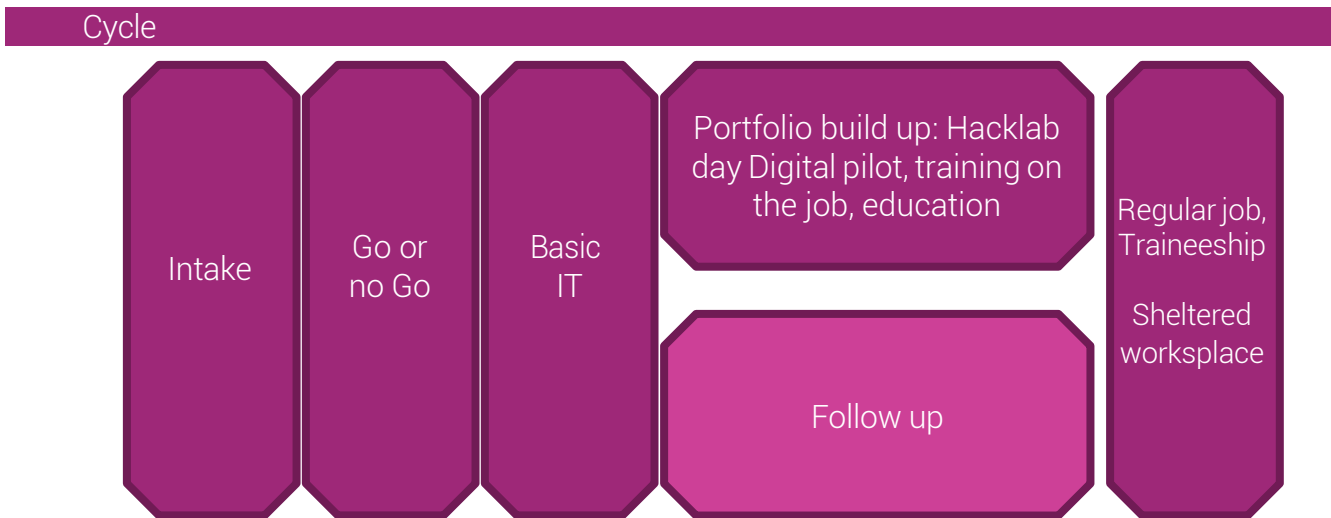 Cycle
Intake
Go or
no Go
Basic
IT
Portfolio build up: Hacklab
day Digital pilot, training on
the job, education
Follow up
Regular job,
Traineeship
Sheltered
worksplace